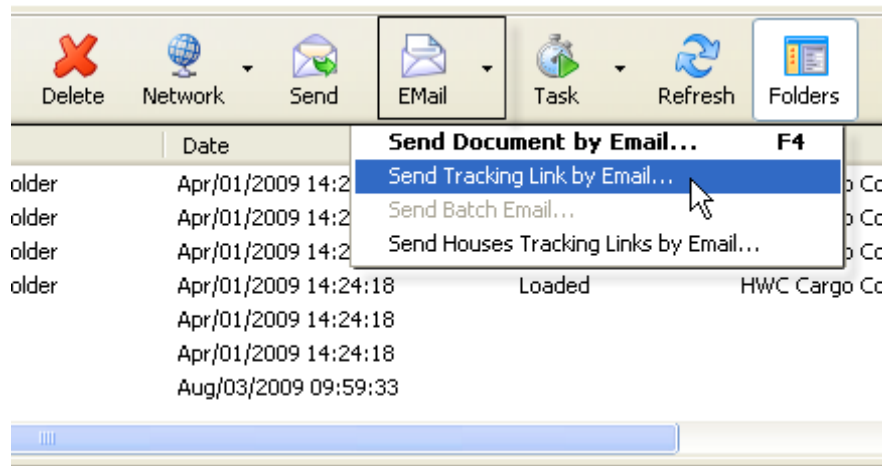 Delete Network Send EMail Task Refresh Folders
Date
Send Document by Email... F4
Send Tracking Link by Email...
Send Batch Email...
Send Houses Tracking Links by Email...
older Apr/01/2009 14:2 o Co
older Apr/01/2009 14:2 o Co
older Apr/01/2009 14:2 o Co
older Apr/01/2009 14:24:18 Loaded HWC Cargo Co
Apr/01/2009 14:24:18
Apr/01/2009 14:24:18
Aug/03/2009 09:59:33